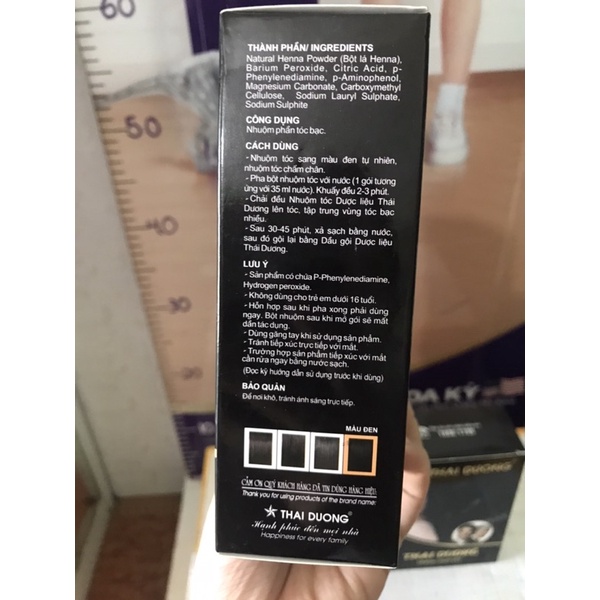 60
50
40
30
THÀNH PHẦN/ INGREDIENTS
Natural Henna Powder (Bột lá Henna),
Barium Peroxide, Citric Acid, p-
Phenylenediamine, p-Aminophenol,
Magnesium Carbonate, Carboxymethyl
Cellulose, Sodium Lauryl Sulphate,
Sodium Sulphite
CÔNG DỤNG
Nhuộm phần tóc bạc.
CÁCH DÙNG
- Nhuộm tóc sang màu đen tự nhiên,
nhuộm tóc chấm chân.
- Pha bột nhuộm tóc với nước (1 gói tương
ứng với 35 ml nước). Khuấy đều 2-3 phút.
- Chải đều Nhuộm tóc Dược liệu Thái
Dương lên tóc, tập trung vùng tóc bạc
nhiều.
- Sau 30-45 phút, xả sạch bằng nước,
sau đó gội lại bằng Dầu gội Dược liệu
Thái Dương.
LƯU Ý
- Sản phẩm có chứa P-Phenylenediamine,
Hydrogen peroxide.
- Không dùng cho trẻ em dưới 16 tuổi.
- Hỗn hợp sau khi pha xong phải dùng
ngay. Bột nhuộm sau khi mở gói sẽ mất
dần tác dụng.
- Dùng găng tay khi sử dụng sản phẩm.
- Tránh tiếp xúc trực tiếp với mắt.
- Trường hợp sản phẩm tiếp xúc với mắt
cần rửa ngay bằng nước sạch.
(Đọc kỹ hướng dẫn sử dụng trước khi dùng)
BẢO QUẢN
Để nơi khô, tránh ánh sáng trực tiếp.
MÀU ĐEN
CẢM ƠN QUÝ KHÁCH HÀNG ĐÃ TIN DÙNG HÀNG HIỆU
Thank you for using products of the brand name:
THAI DUONG®
Hạnh phúc đến mọi nhà
Happiness for every family
OA KỲ
THAI DUONG
THAI DUONG